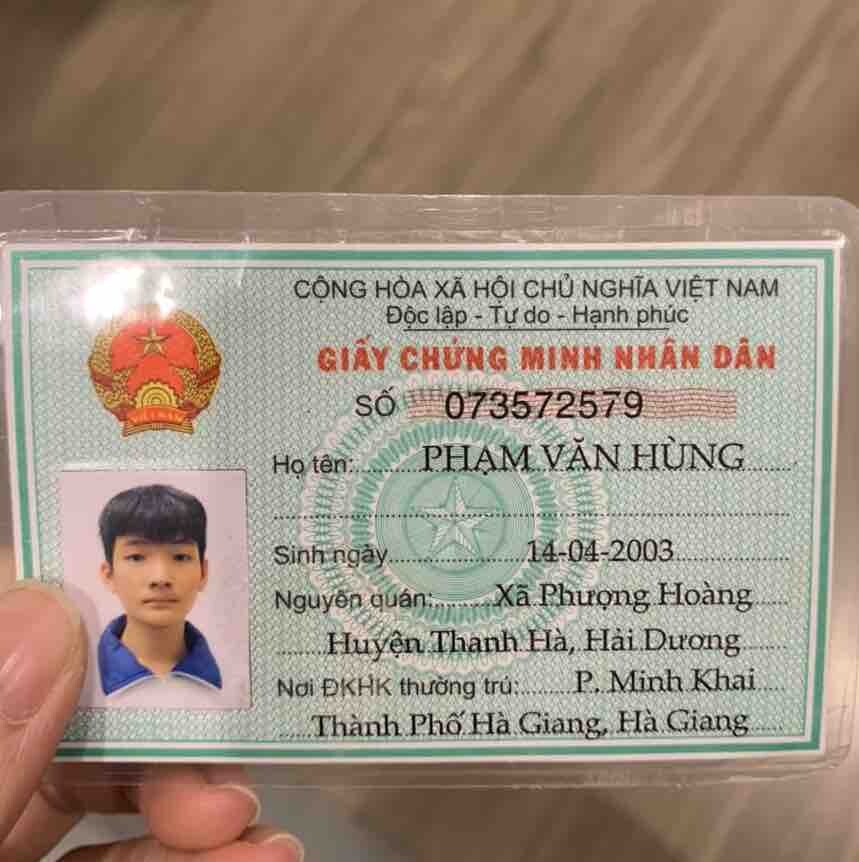 CỘNG HÒA XÃ HỘI CHỦ NGHĨA VIỆT NAM
Độc lập - Tự do - Hạnh phúc
GIẤY CHỨNG MINH NHÂN DÂN
SỐ 073572579
Họ tên:........PHẠM VĂN HÙNG......
Sinh ngày..................14-04-2003...............
Nguyên quán:........Xã Phượng Hoàng.....
......Huyện Thanh Hà, Hải Dương......
Nơi ĐKHK thường trú:.......P. Minh Khai.....
....Thành Phố Hà Giang, Hà Giang.....
VIỆT NAM